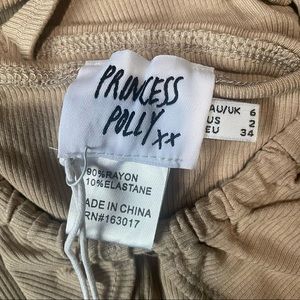 PRINCESS
POLLY xx
AU/UK 6
US 2
EU 34
90% RAYON
10% ELASTANE
MADE IN CHINA
RN#163017